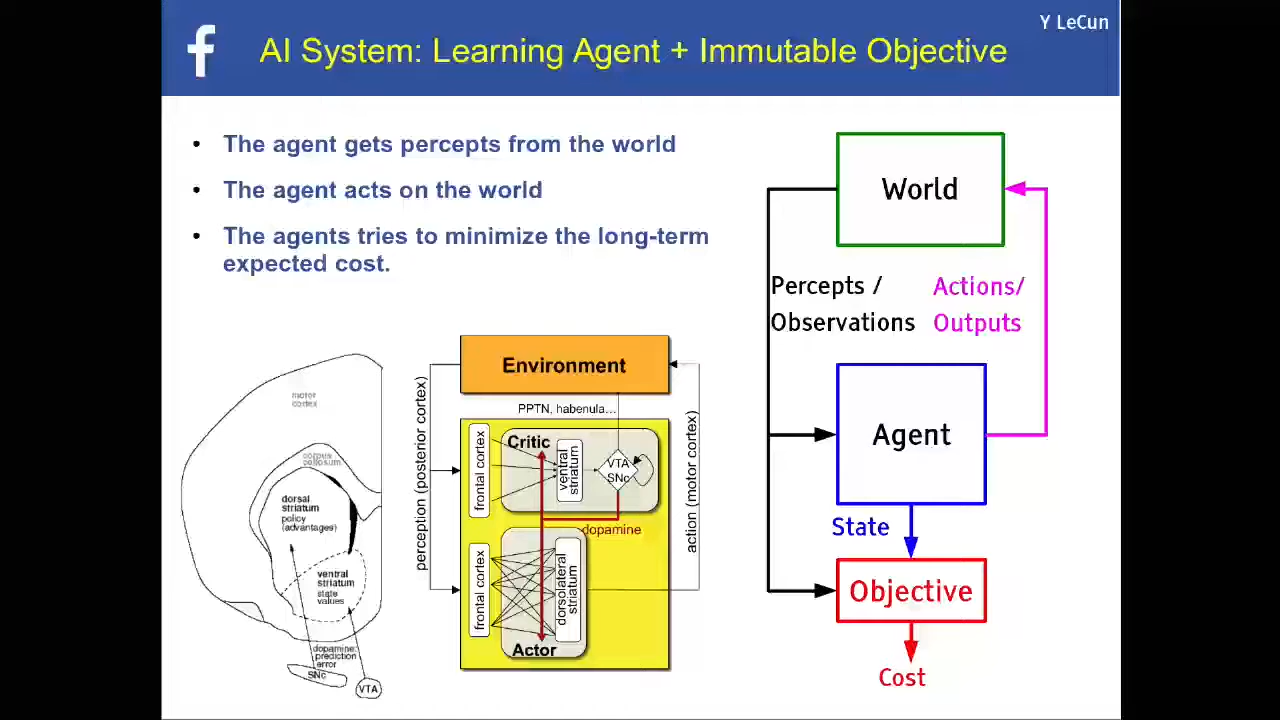 Y LeCun
f
AI System: Learning Agent + Immutable Objective
• The agent gets percepts from the world
• The agent acts on the world
• The agents tries to minimize the long-term
expected cost.
motor
cortex
corpus
callosum
dorsal
striatum
policy
(advantages)
ventral
striatum
state
values
dopamine:
prediction
error
SNc
VTA
Environment
PPTN, habenula...
perception (posterior cortex)
action (motor cortex)
frontal cortex
Critic
ventral
striatum
VTA
SNc
dopamine
frontal cortex
dorsolateral
striatum
Actor
World
Percepts /
Observations
Actions/
Outputs
Agent
State
Objective
Cost